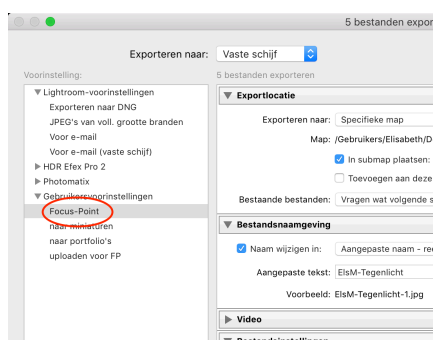 5 bestanden expor
Exporteren naar: Vaste schijf
Voorinstelling:
5 bestanden exporteren
Lightroom-voorinstellingen
Exporteren naar DNG
JPEG's van voll. grootte branden
Voor e-mail
Voor e-mail (vaste schijf)
HDR Efex Pro 2
Photomatix
Gebruikersvoorinstellingen
Focus-Point
naar miniaturen
naar portfolio's
uploaden voor FP
Exportlocatie
Exporteren naar: Specifieke map
Map: /Gebruikers/Elisabeth/D
In submap plaatsen:
Toevoegen aan deze
Bestaande bestanden: Vragen wat volgende s
Bestandsnaamgeving
Naam wijzigen in: Aangepaste naam - ree
Aangepaste tekst: ElsM-Tegenlicht
Voorbeeld: ElsM-Tegenlicht-1.jpg
Video
Bestandsinstellingen